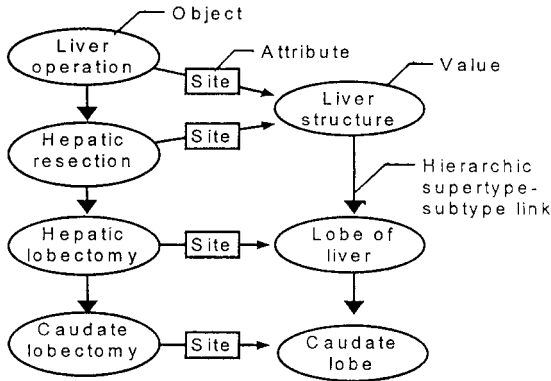 Object
Liver
operation
Attribute
Site
Value
Liver
structure
Site
Hepatic
resection
Hierarchic
supertype-
subtype link
Hepatic
lobectomy
Site
Lobe of
liver
Caudate
lobectomy
Site
Caudate
lobe